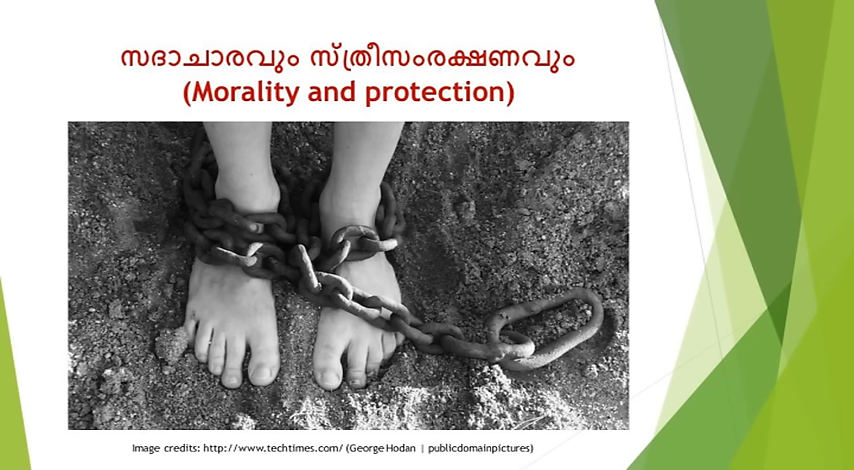 സദാചാരവും സ്ത്രീസംരക്ഷണവും
(Morality and protection)
Image credits: http://www.techtimes.com/ (George Hodan | publicdomainpictures)